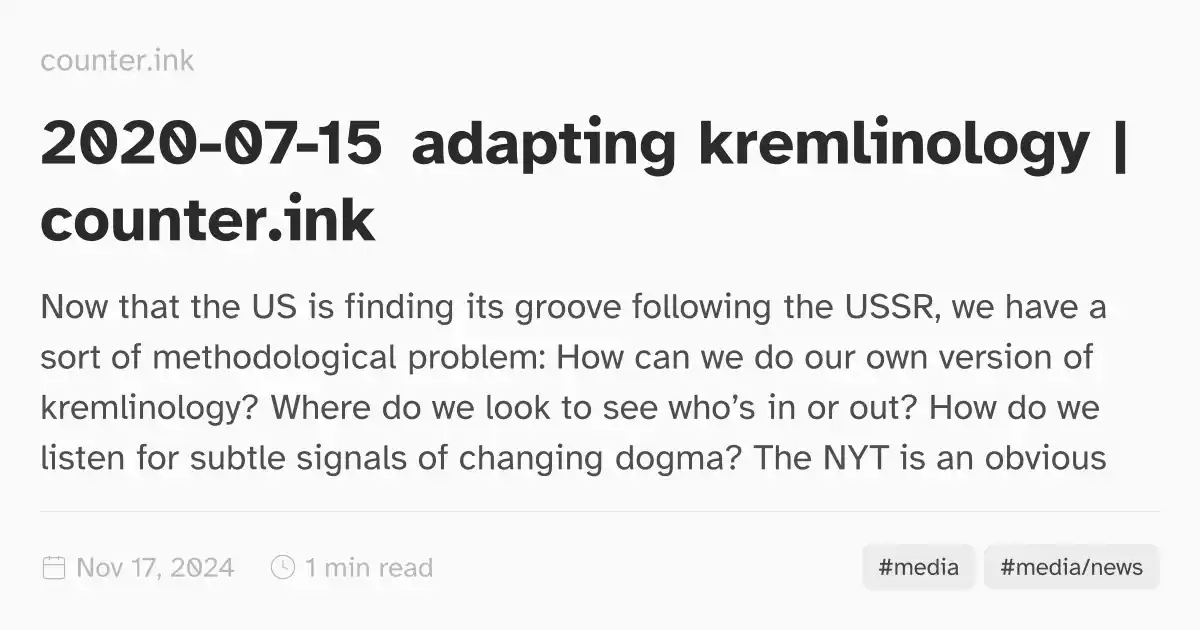 counter.ink
2020-07-15 adapting kremlinology |
counter.ink
Now that the US is finding its groove following the USSR, we have a
sort of methodological problem: How can we do our own version of
kremlinology? Where do we look to see who’s in or out? How do we
listen for subtle signals of changing dogma? The NYT is an obvious
Nov 17, 2024 1 min read #media #media/news